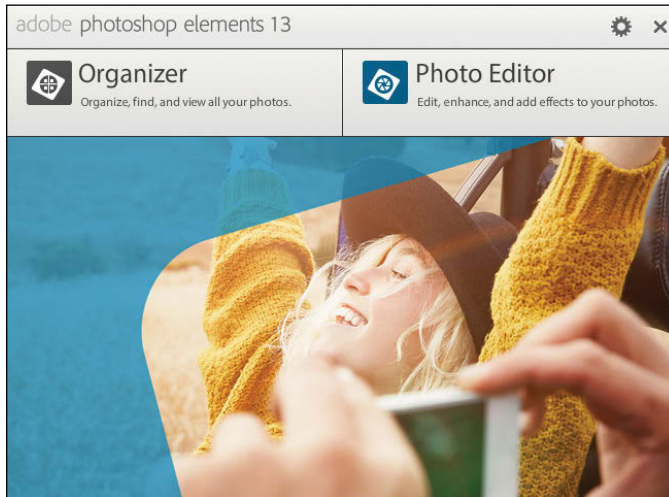 adobe photoshop elements 13
Organizer
Organize, find, and view all your photos.
Photo Editor
Edit, enhance, and add effects to your photos.